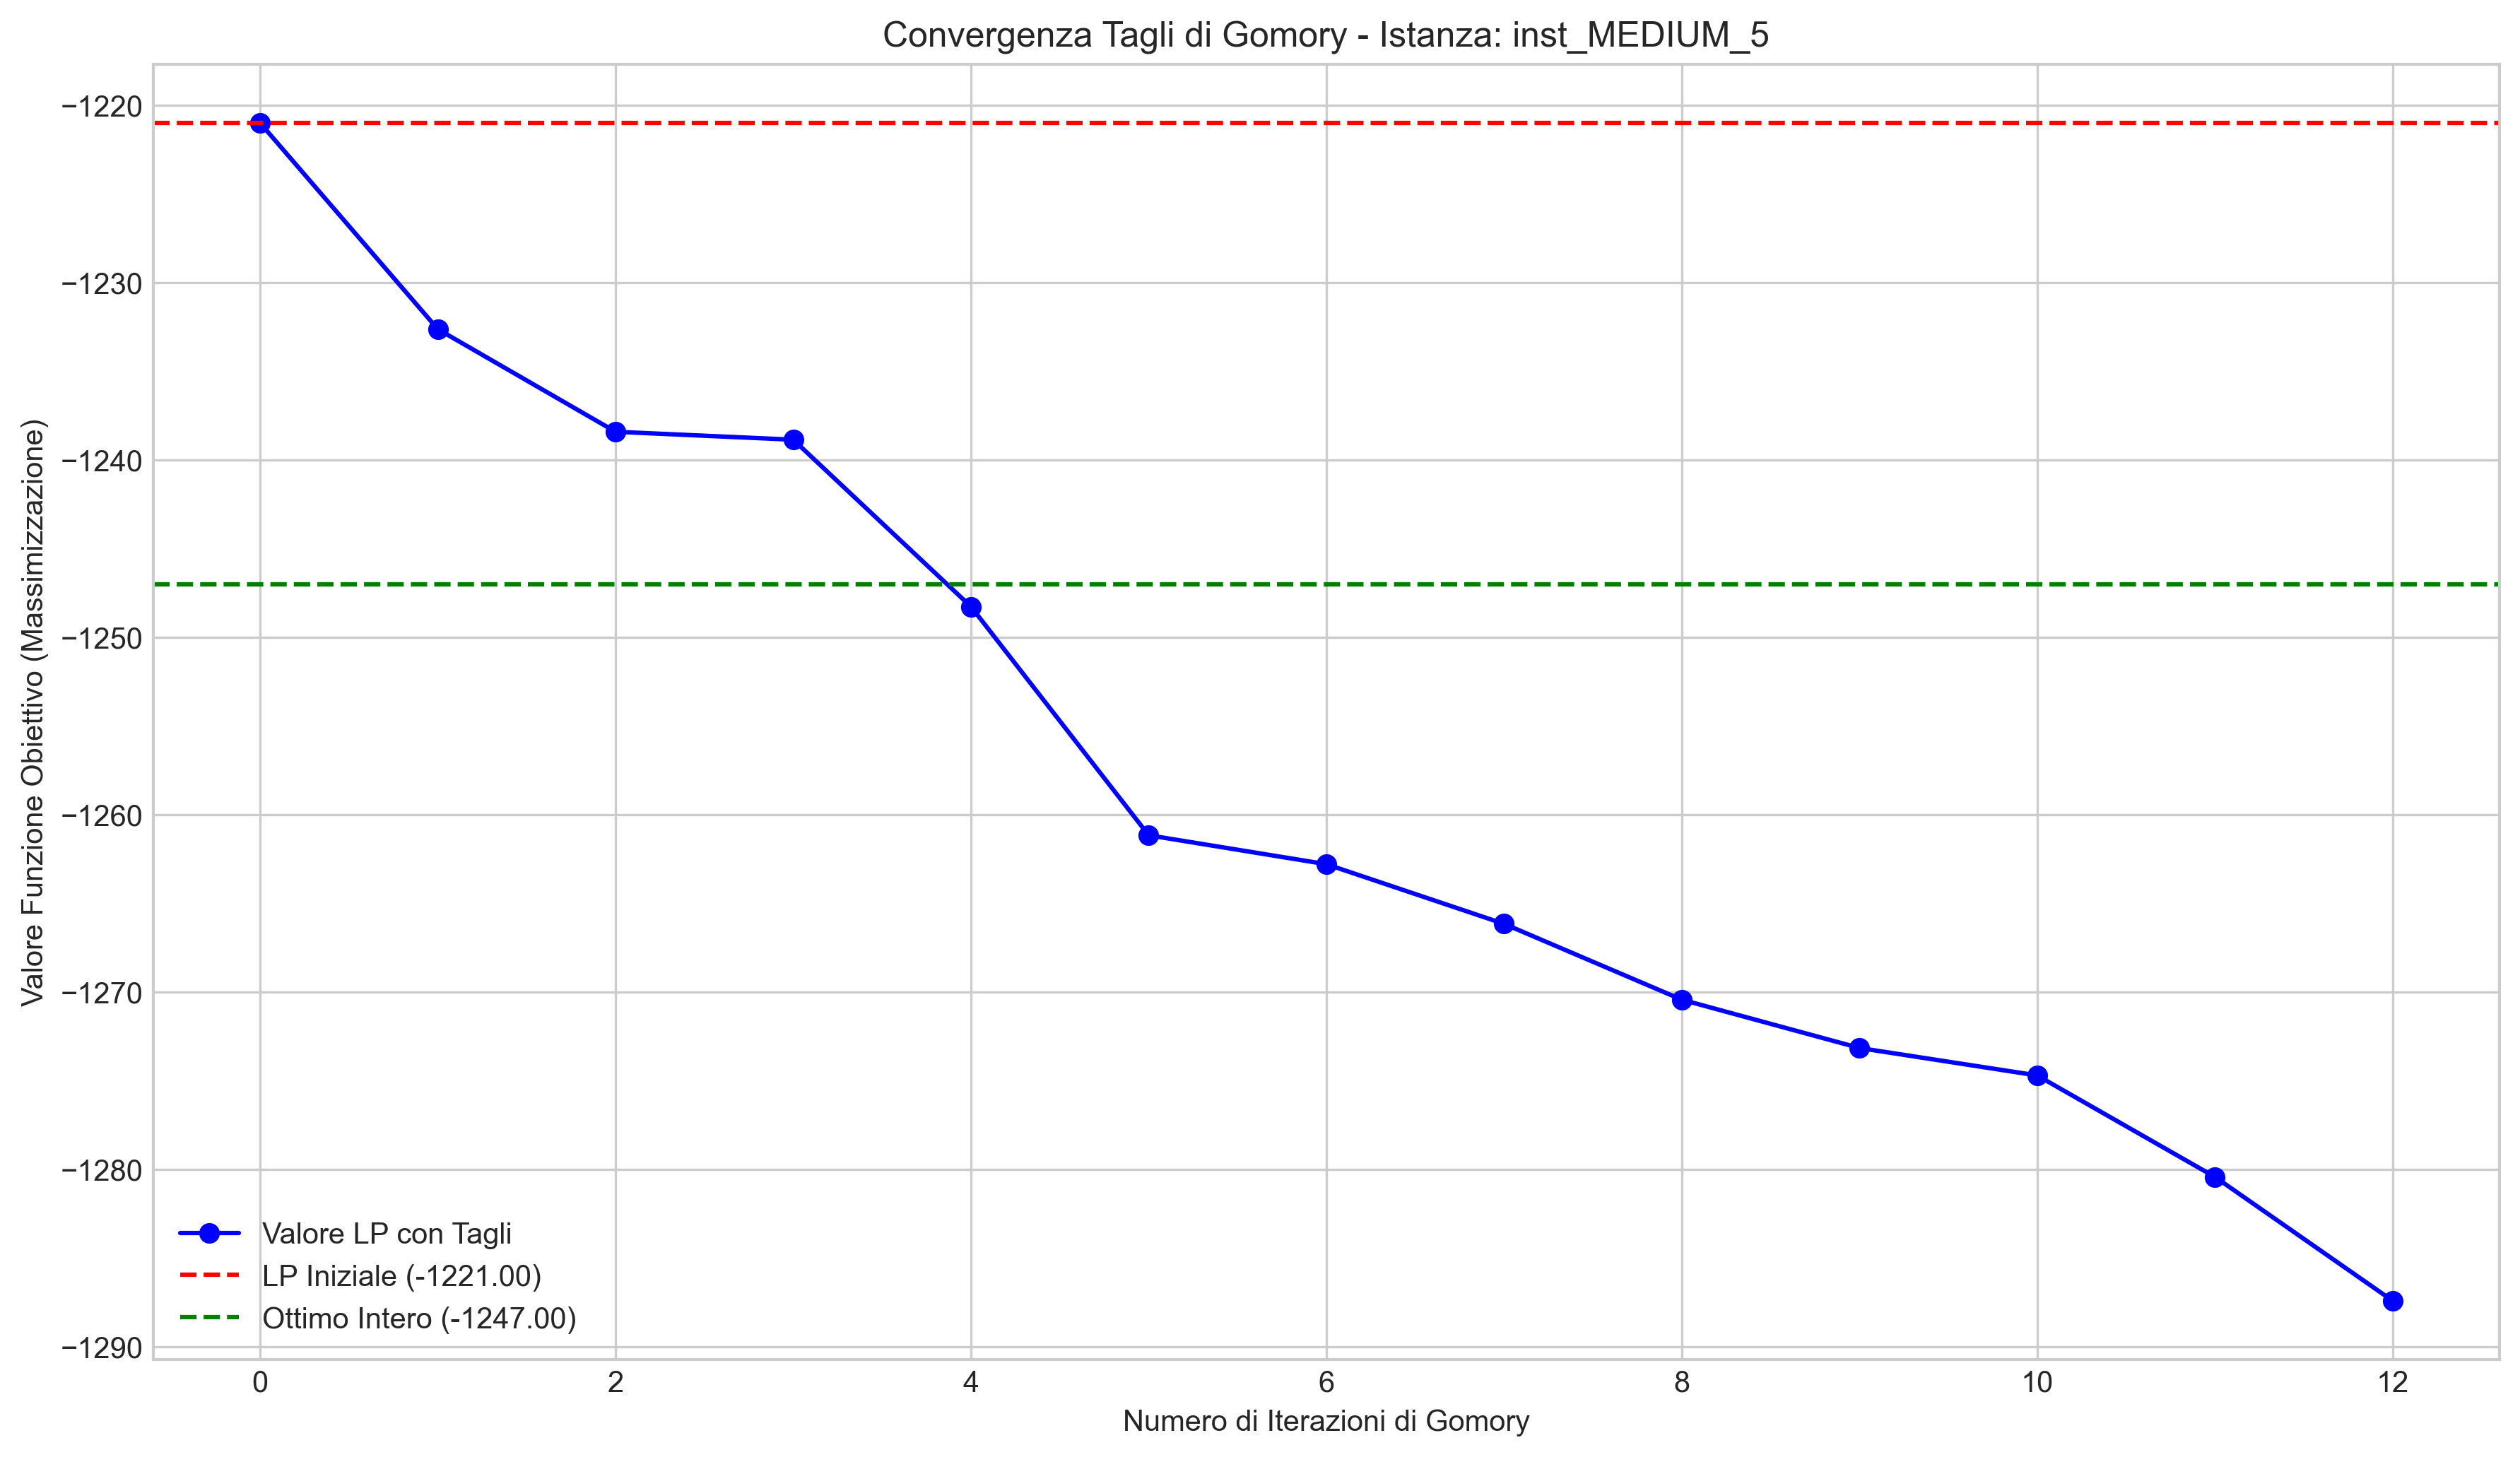 Convergenza Tagli di Gomory - Istanza: inst_MEDIUM_5
Valore Funzione Obiettivo (Massimizzazione)
−1220
−1230
−1240
−1250
−1260
−1270
−1280
−1290
Valore LP con Tagli
LP Iniziale (-1221.00)
Ottimo Intero (-1247.00)
0 2 4 6 8 10 12
Numero di Iterazioni di Gomory